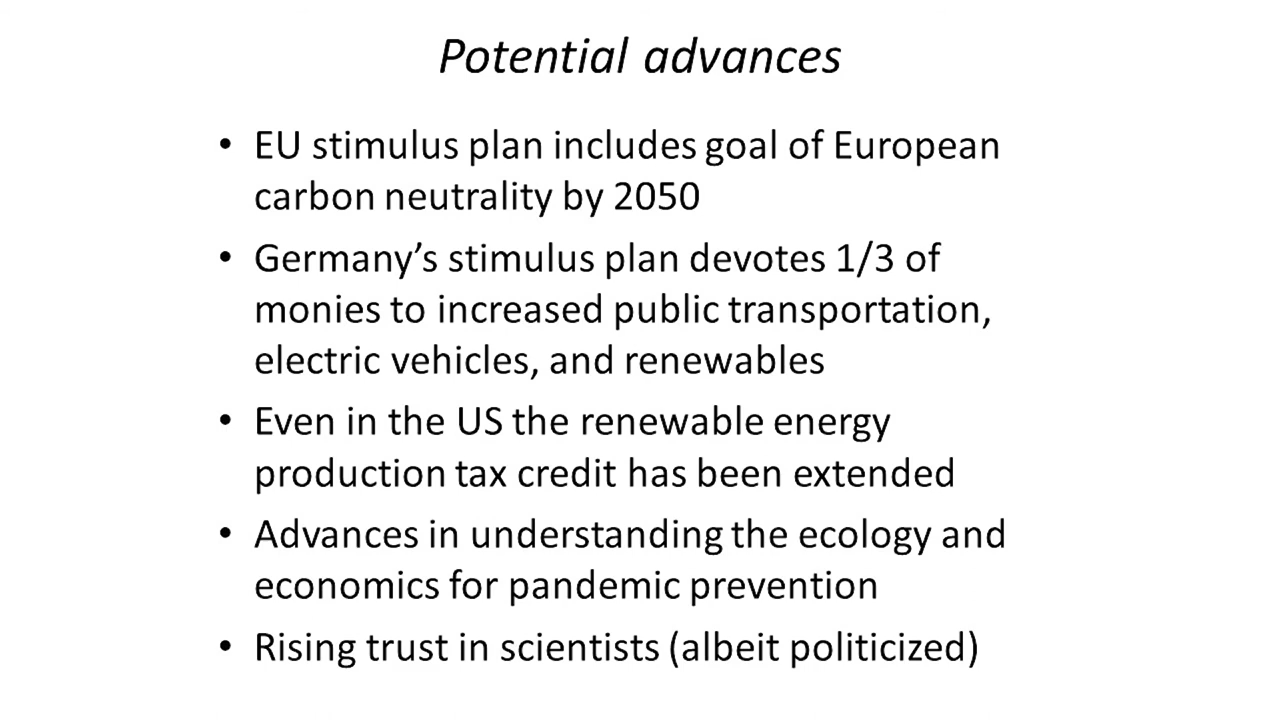 Potential advances
• EU stimulus plan includes goal of European
carbon neutrality by 2050
• Germany’s stimulus plan devotes 1/3 of
monies to increased public transportation,
electric vehicles, and renewables
• Even in the US the renewable energy
production tax credit has been extended
• Advances in understanding the ecology and
economics for pandemic prevention
• Rising trust in scientists (albeit politicized)